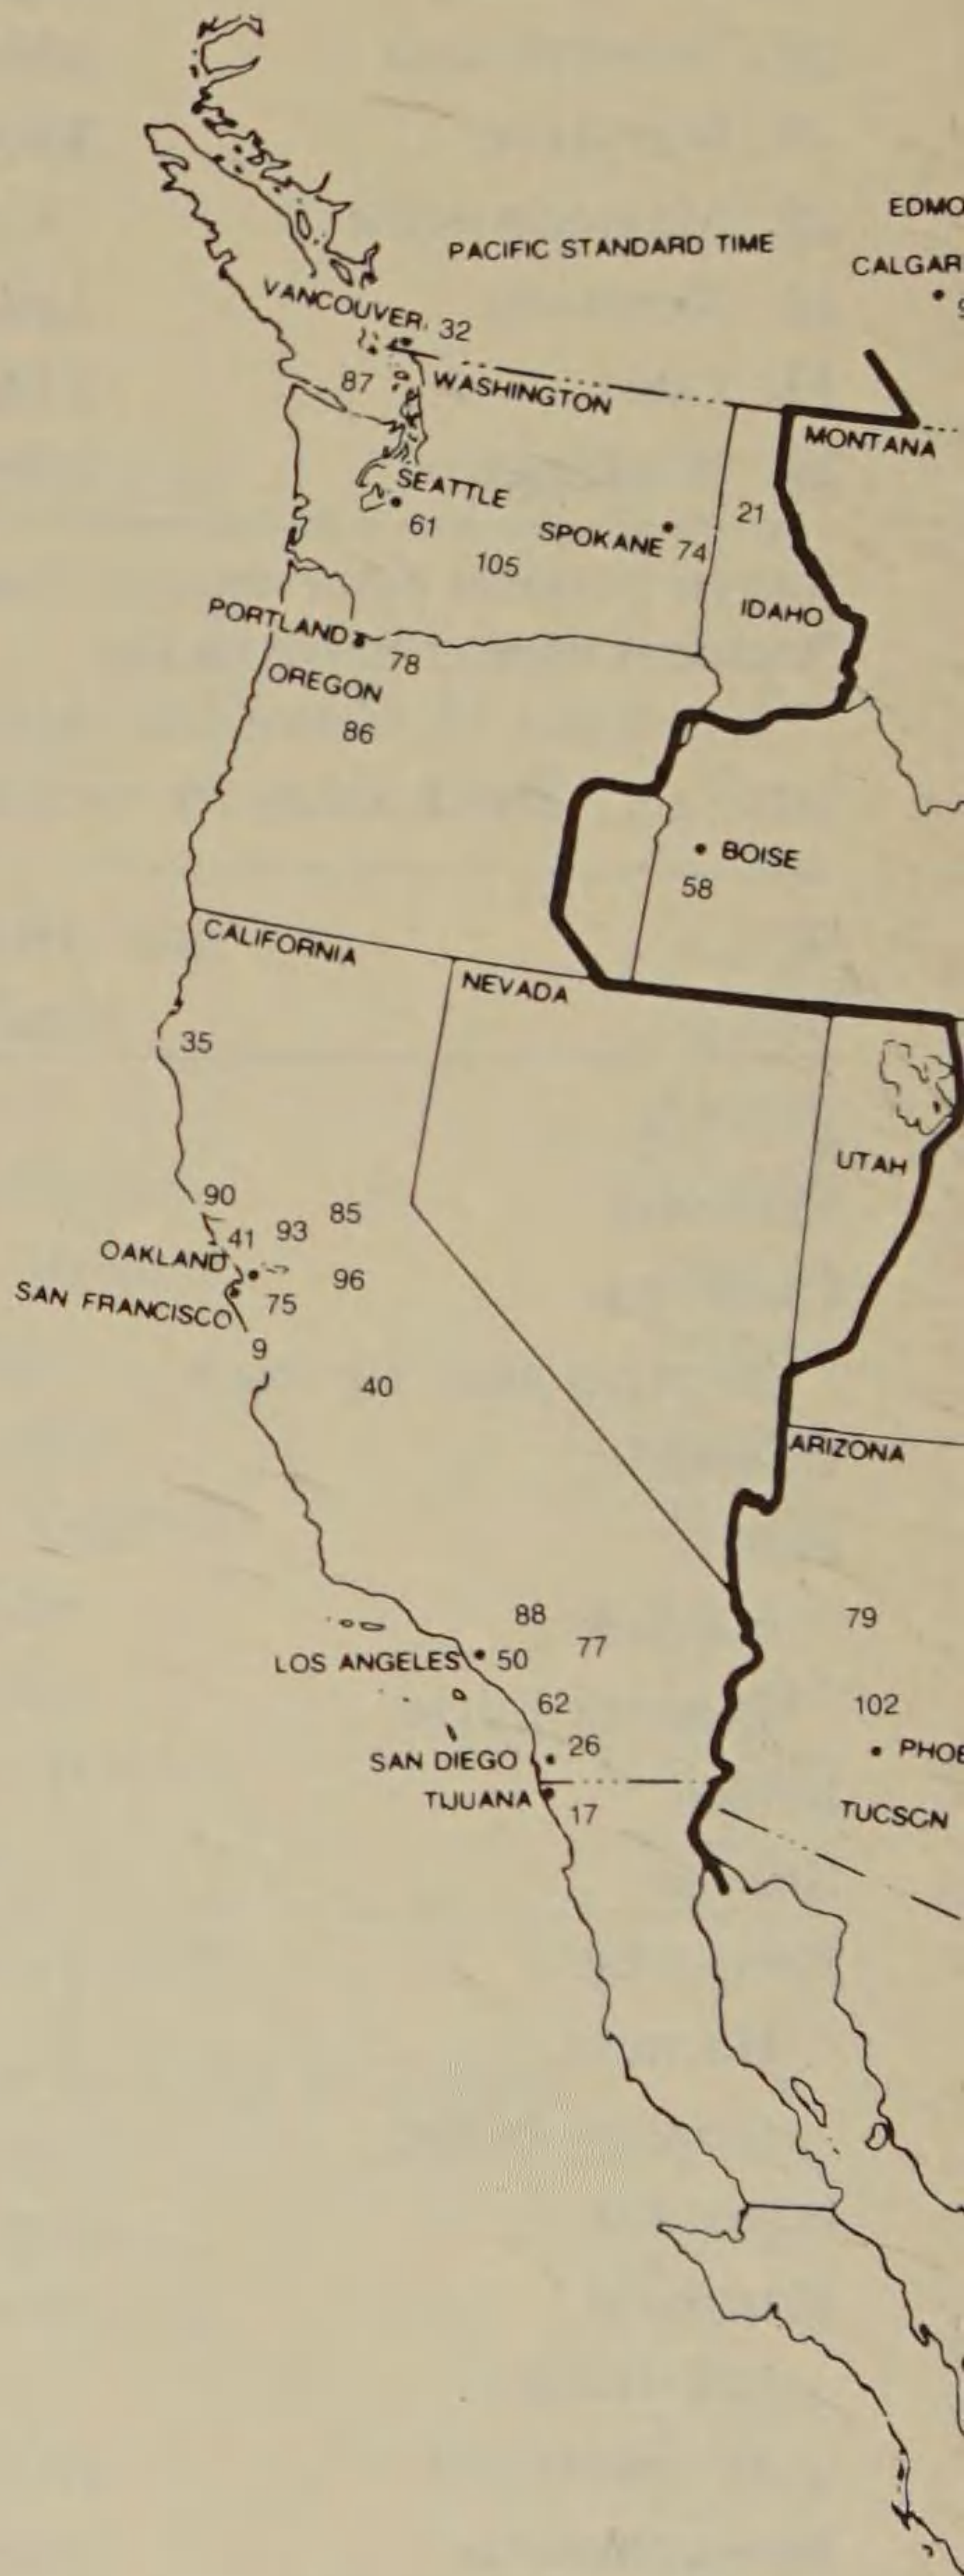 EDMO
PACIFIC STANDARD TIME
CALGAR
VANCOUVER 32
87
WASHINGTON
MONTANA
SEATTLE
61
21
SPOKANE 74
105
IDAHO
PORTLAND
78
OREGON
86
BOISE
58
CALIFORNIA
NEVADA
35
UTAH
90
41 93 85
OAKLAND
96
SAN FRANCISCO 75
9
40
ARIZONA
88
79
77
LOS ANGELES 50
62
102
SAN DIEGO 26
PHOE
TIJUANA 17
TUCSCN